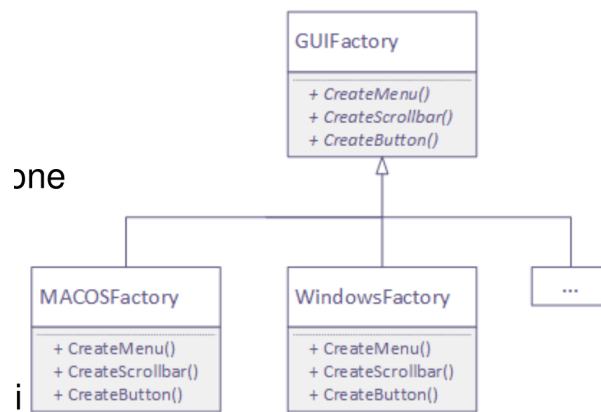 GUIFactory
+ CreateMenu()
+ CreateScrollbar()
+ CreateButton()
one
MACOSFactory
+ CreateMenu()
+ CreateScrollbar()
+ CreateButton()
WindowsFactory
+ CreateMenu()
+ CreateScrollbar()
+ CreateButton()
...
i